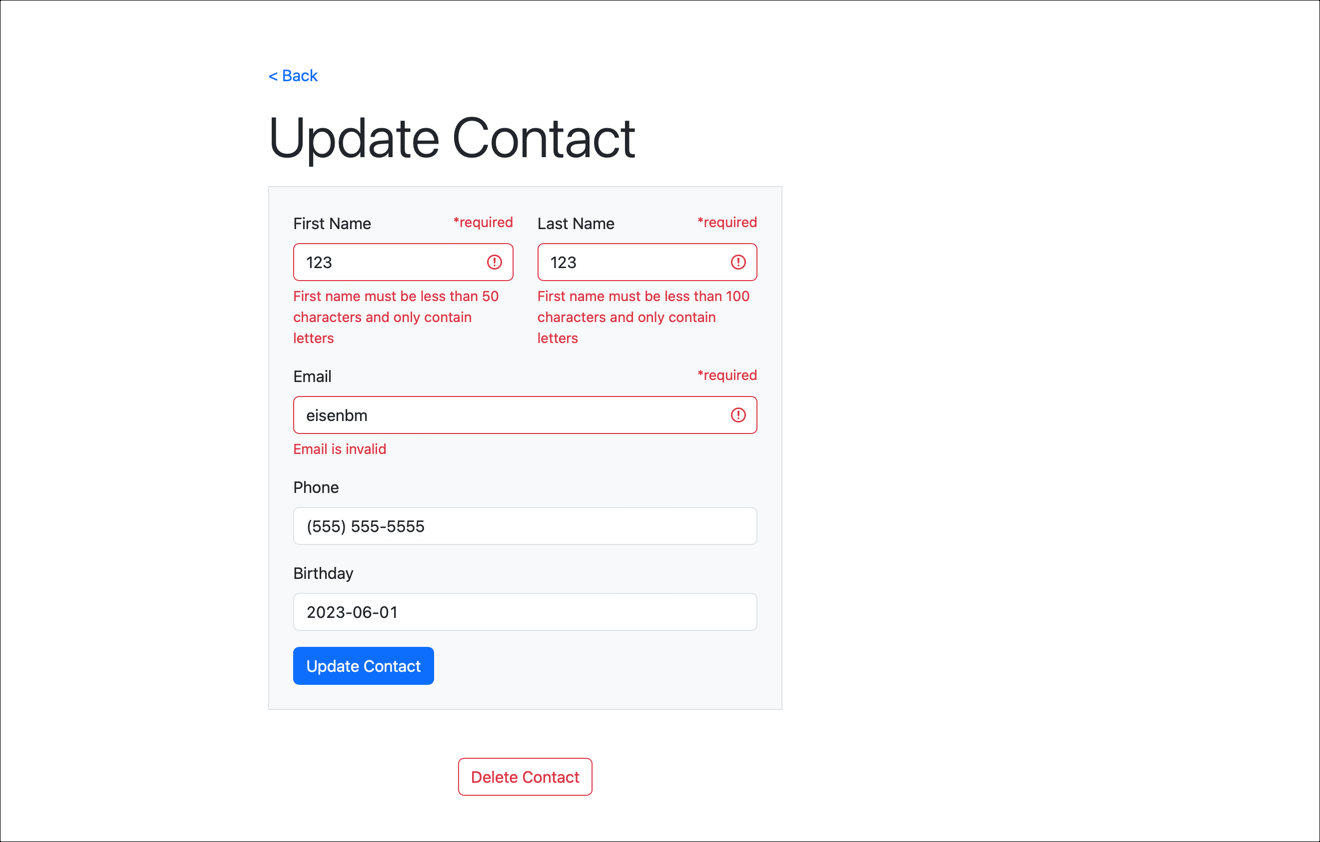 < Back
Update Contact
First Name *required Last Name *required
123 123
First name must be less than 50 First name must be less than 100
characters and only contain characters and only contain
letters letters
Email *required
eisenbm
Email is invalid
Phone
(555) 555-5555
Birthday
2023-06-01
Update Contact
Delete Contact